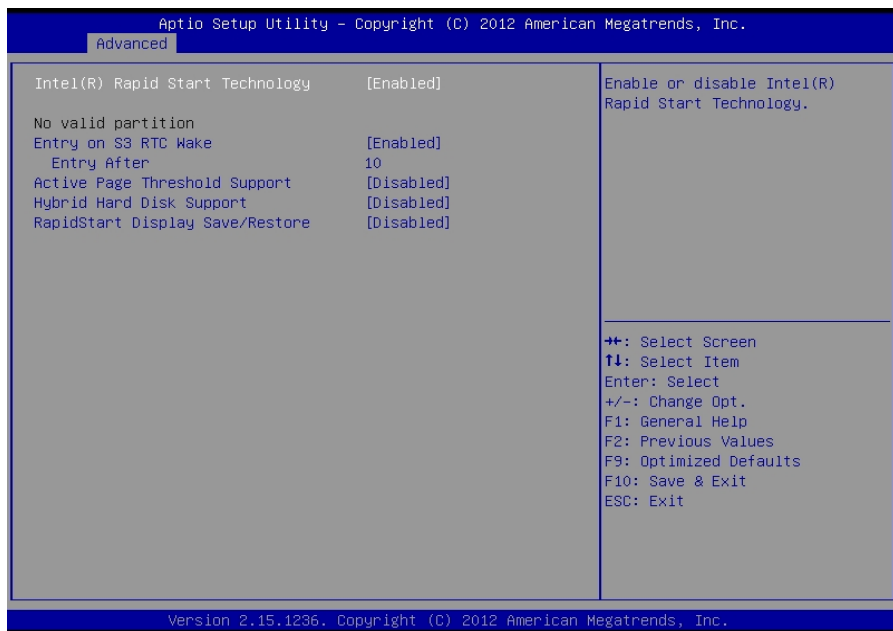 Aptio Setup Utility – Copyright (C) 2012 American Megatrends, Inc.
Advanced
Intel(R) Rapid Start Technology [Enabled]
No valid partition
Entry on S3 RTC Wake [Enabled]
Entry After 10
Active Page Threshold Support [Disabled]
Hybrid Hard Disk Support [Disabled]
RapidStart Display Save/Restore [Disabled]
Enable or disable Intel(R)
Rapid Start Technology.
→←: Select Screen
↑↓: Select Item
Enter: Select
+/-: Change Opt.
F1: General Help
F2: Previous Values
F9: Optimized Defaults
F10: Save & Exit
ESC: Exit
Version 2.15.1236. Copyright (C) 2012 American Megatrends, Inc.